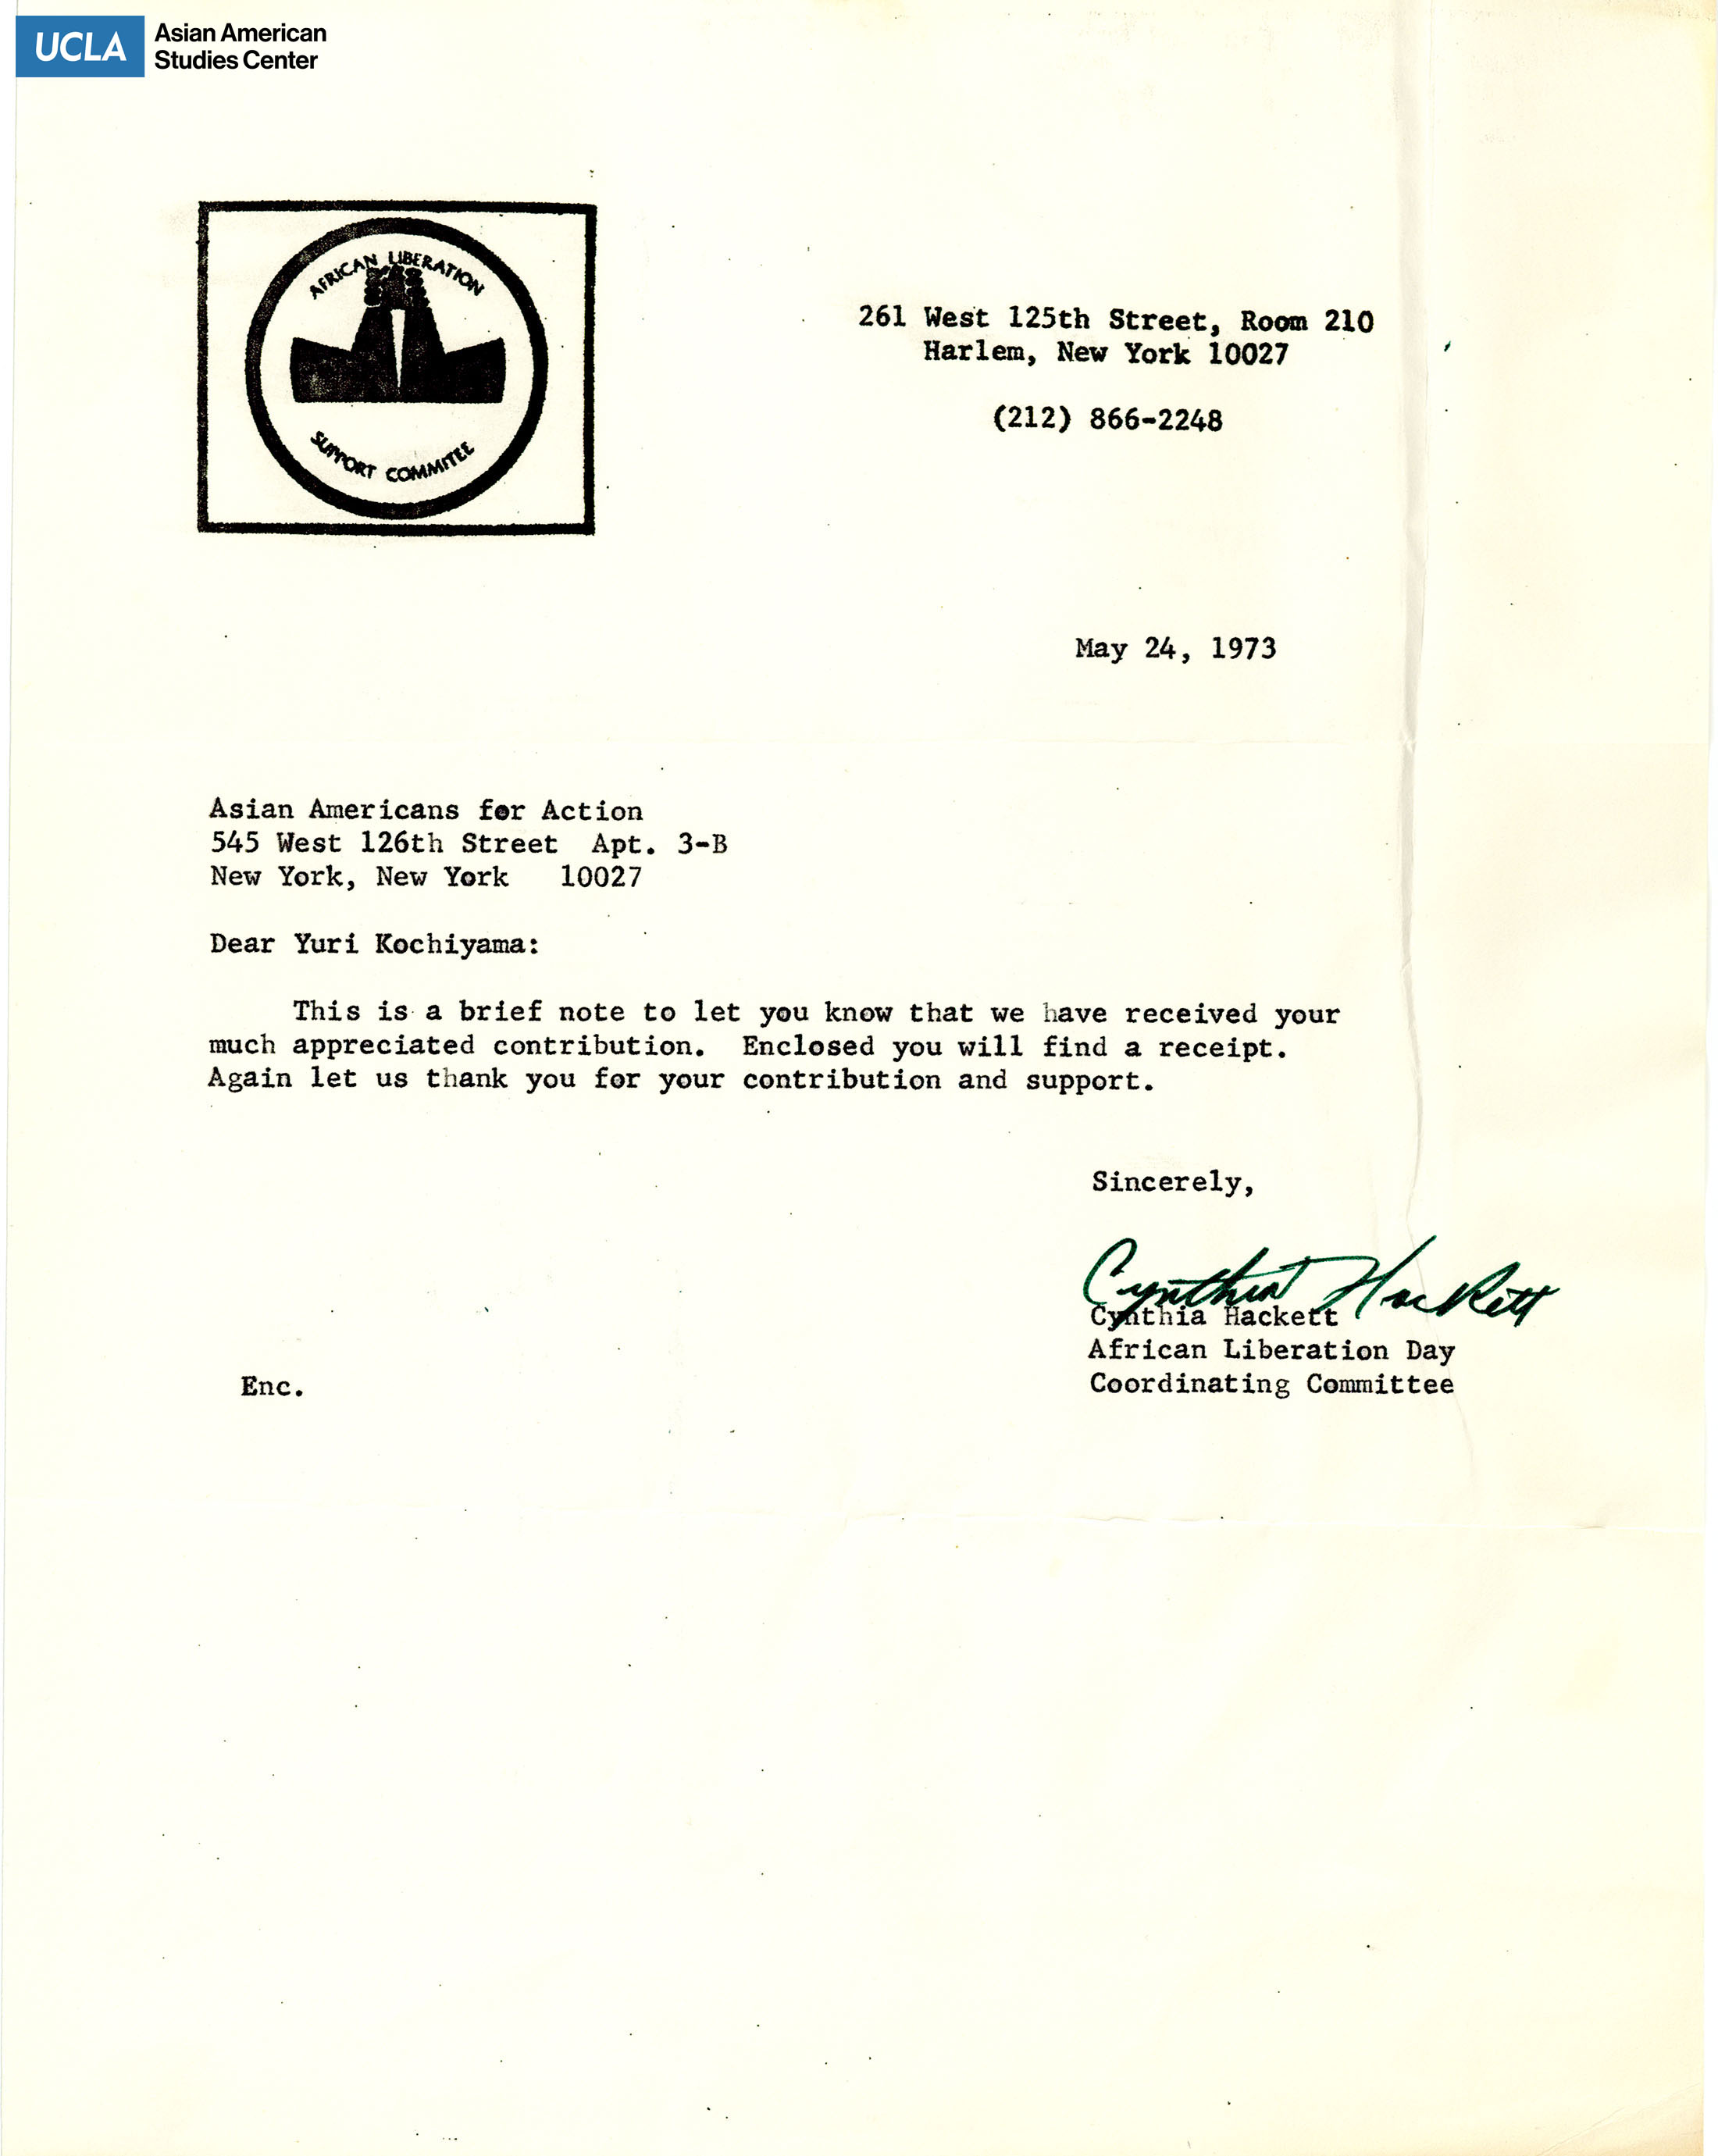 UCLA Asian American
Studies Center
AFRICAN LIBERATION
SUPPORT COMMITEE
261 West 125th Street, Room 210
Harlem, New York 10027
(212) 866-2248
May 24, 1973
Asian Americans for Action
545 West 126th Street Apt. 3-B
New York, New York 10027
Dear Yuri Kochiyama:
This is a brief note to let you know that we have received your
much appreciated contribution. Enclosed you will find a receipt.
Again let us thank you for your contribution and support.
Sincerely,
Cynthia Hackett
Cynthia Hackett
African Liberation Day
Coordinating Committee
Enc.